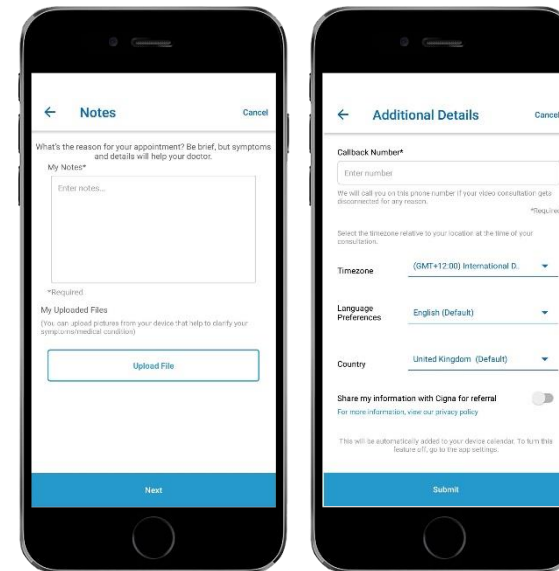 Notes
Cancel
What's the reason for your appointment? Be brief, but symptoms
and details will help your doctor.
My Notes*
Enter notes...
*Required
My Uploaded Files
(You can upload pictures from your device that help to clarify your
symptoms/medical condition)
Upload File
Next
Additional Details
Cancel
Callback Number*
Enter number
We will call you on this phone number if your video consultation gets
disconnected for any reason.
*Required
Select the timezone relative to your location at the time of your
consultation.
Timezone
(GMT+12:00) International D..
Language
Preferences
English (Default)
Country
United Kingdom (Default)
Share my information with Cigna for referral
For more information, view our privacy policy
This will be automatically added to your device calendar. To turn this
feature off, go to the app settings.
Submit